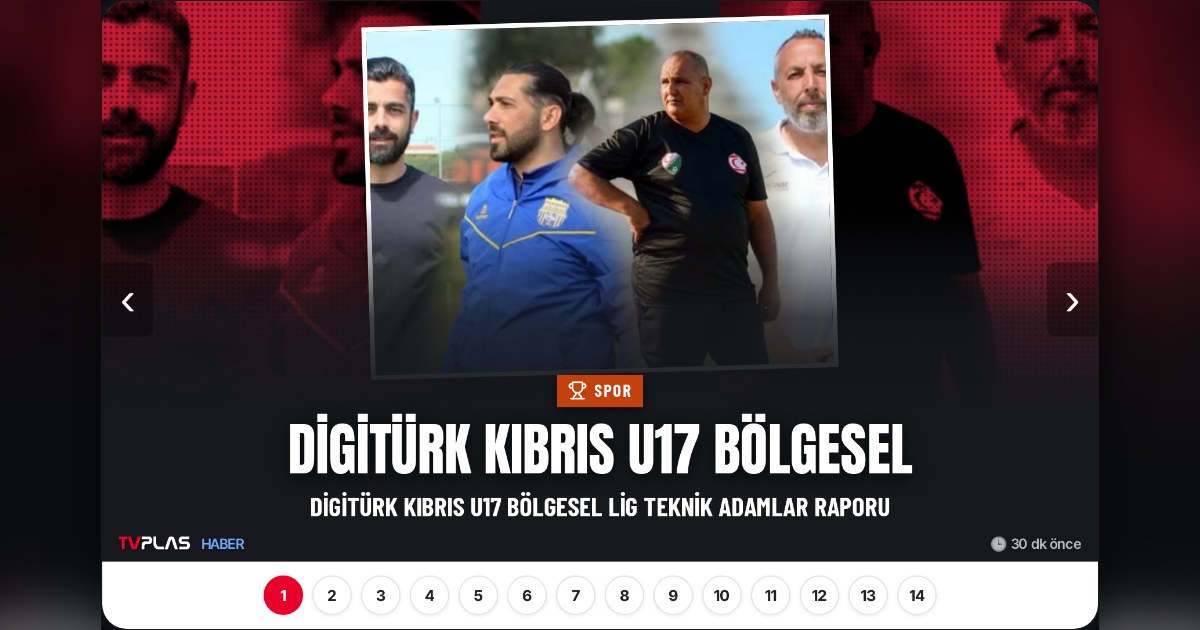 SPOR
DİGİTÜRK KIBRIS U17 BÖLGESEL
DİGİTÜRK KIBRIS U17 BÖLGESEL LİG TEKNİK ADAMLAR RAPORU
TVPLAS HABER
30 dk önce
1 2 3 4 5 6 7 8 9 10 11 12 13 14